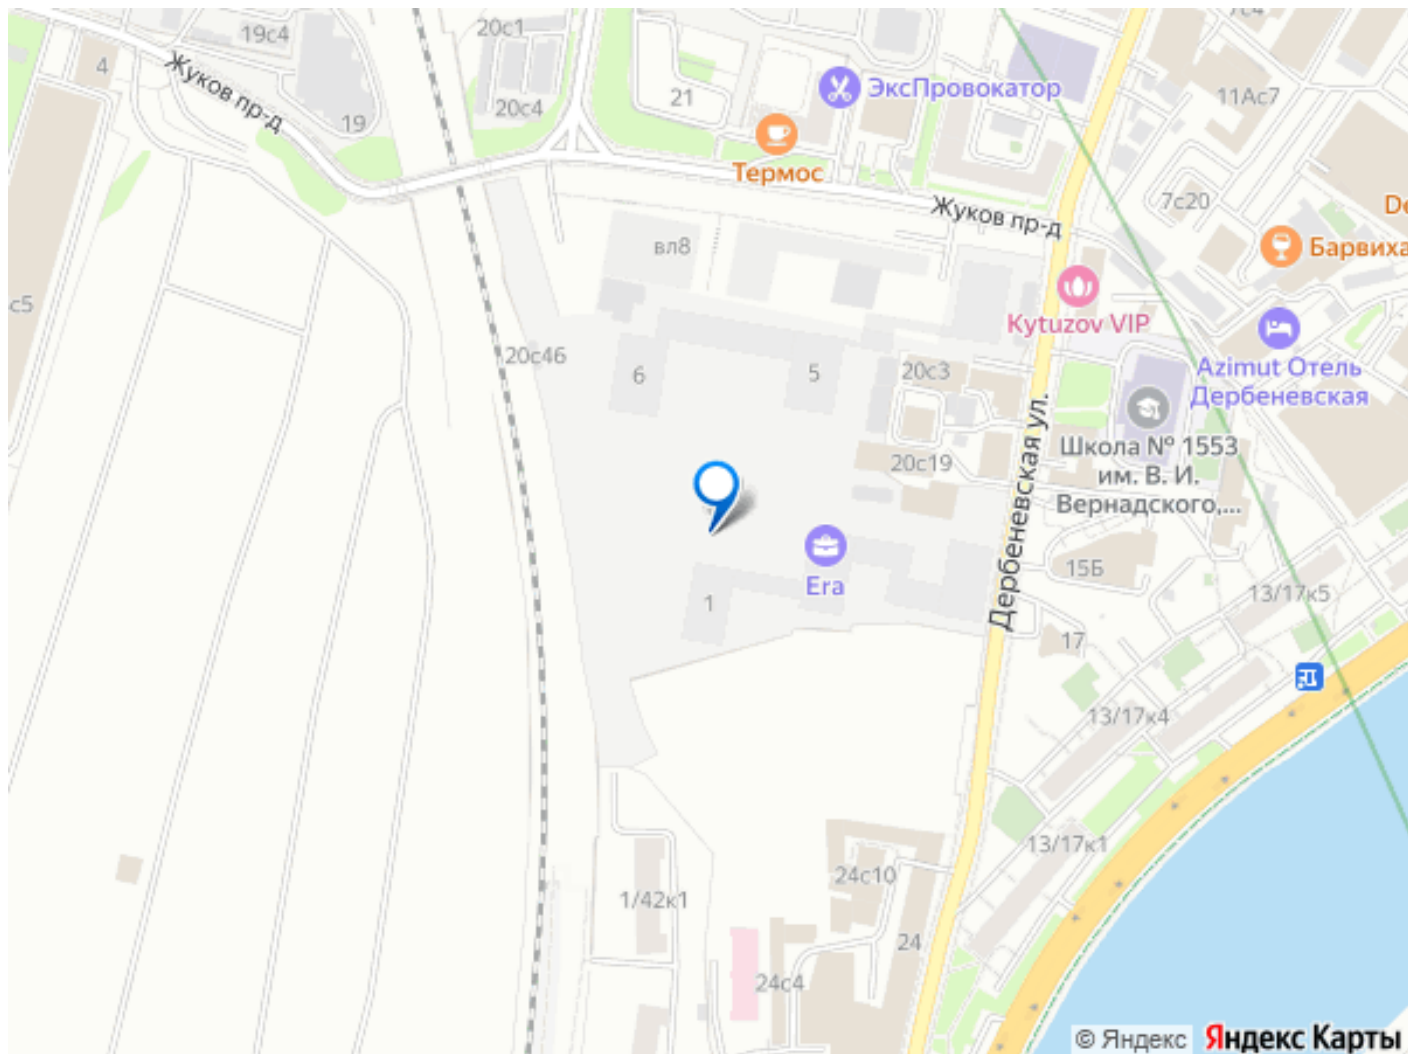 20с1
19с4
7с4
4
Жуков пр-д
19
20с4
21
ЭксПровокатор
11Ас7
Термос
Жуков пр-д
7с20
De
Барвиха
вл8
Kytuzov VIP
с5
20с46
6
5
20с3
Azimut Отель
Дербеневская
Школа № 1553
им. В. И.
Вернадского,...
20с19
Дербеневская ул.
Era
15Б
1
13/17к5
17
13/17к4
13/17к1
24с10
1/42к1
24
24с4
© Яндекс
Яндекс Карты